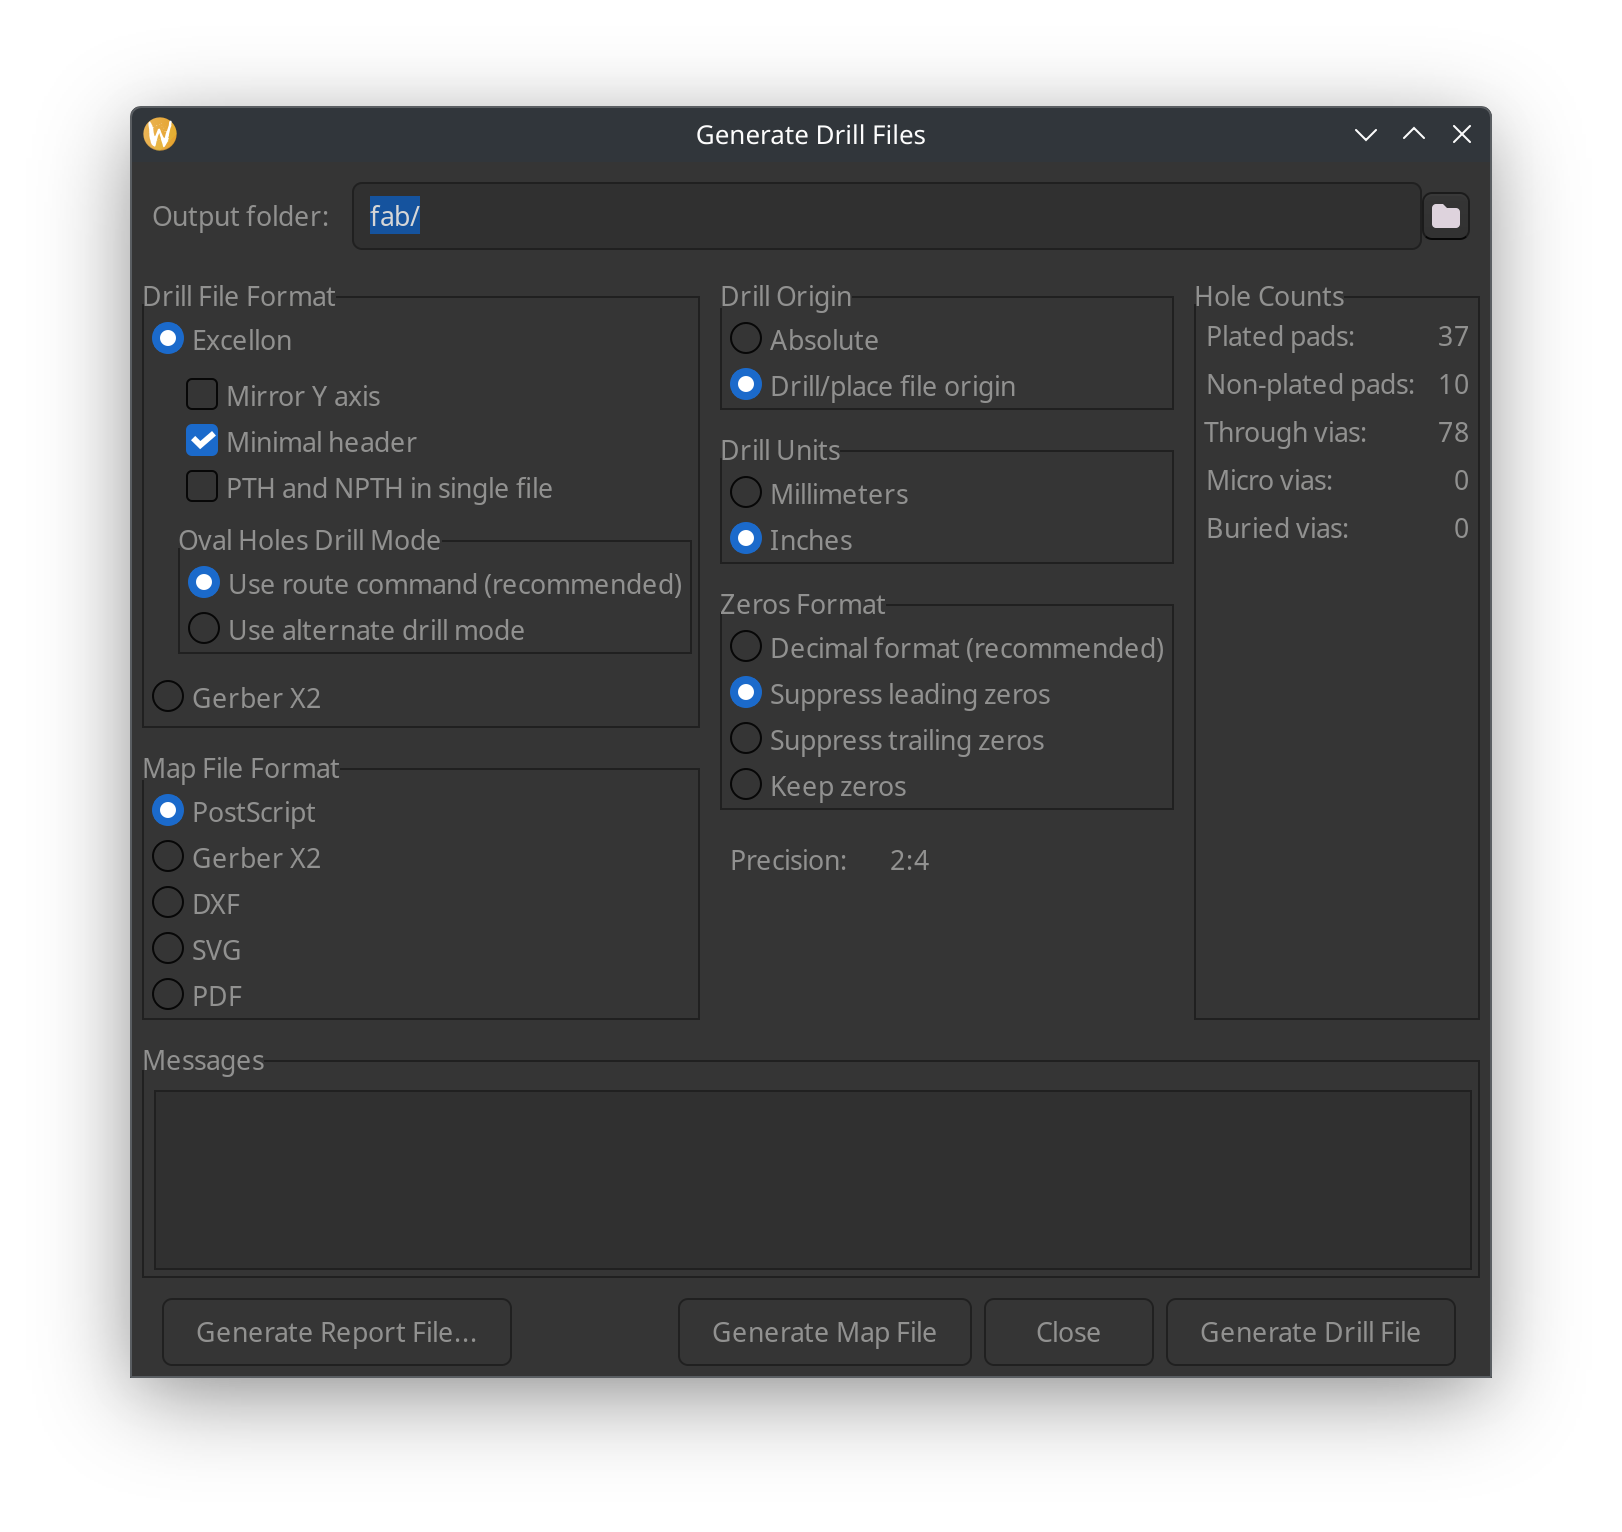 Generate Drill Files
Output folder: fab/
Drill File Format
Excellon
Mirror Y axis
Minimal header
PTH and NPTH in single file
Oval Holes Drill Mode
Use route command (recommended)
Use alternate drill mode
Gerber X2
Map File Format
PostScript
Gerber X2
DXF
SVG
PDF
Drill Origin
Absolute
Drill/place file origin
Drill Units
Millimeters
Inches
Zeros Format
Decimal format (recommended)
Suppress leading zeros
Suppress trailing zeros
Keep zeros
Precision: 2:4
Hole Counts
Plated pads: 37
Non-plated pads: 10
Through vias: 78
Micro vias: 0
Buried vias: 0
Messages
Generate Report File... Generate Map File Close Generate Drill File